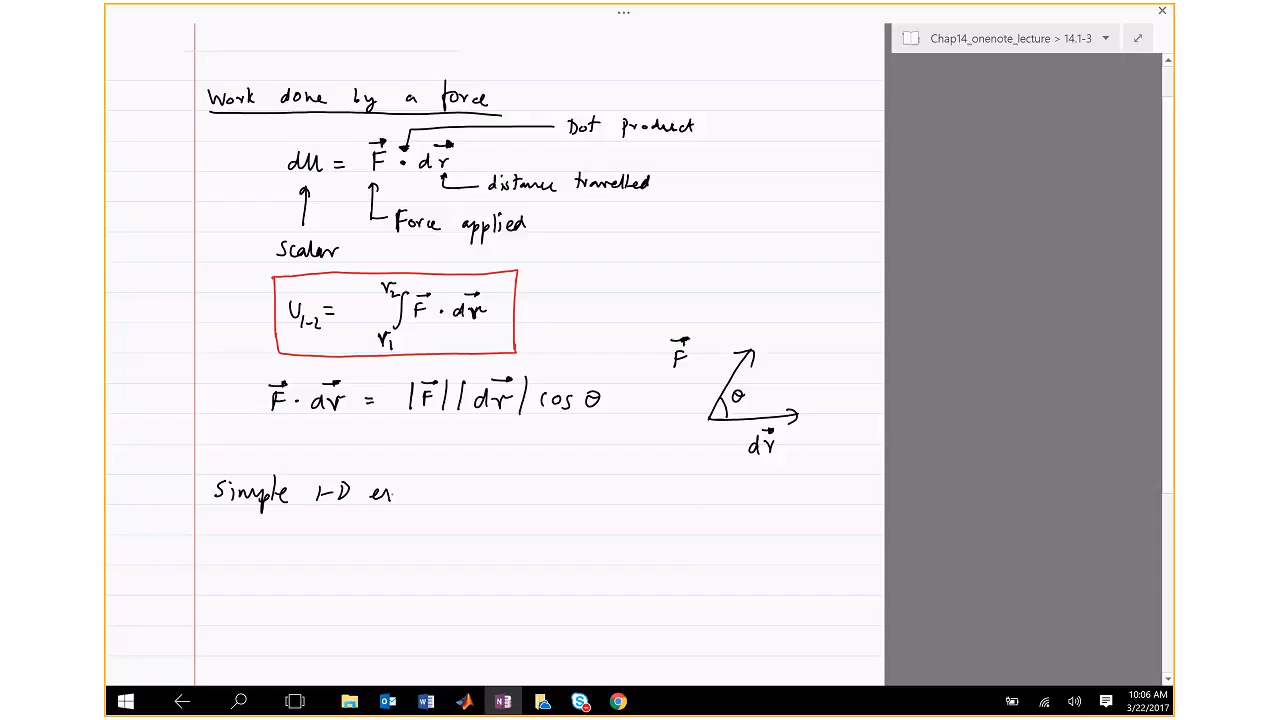 Chap14_onenote_lecture > 14.1-3
Work done by a force
Dot product
dU = F⃗ · dr⃗
distance travelled
Force applied
Scalar
U₁₋₂ = ∫ᵣ₁^r₂ F⃗ · dr⃗
F⃗
θ
F⃗ · dr⃗ = |F⃗| |dr⃗| cos θ
dr⃗
Simple 1-D ex
10:06 AM
3/22/2017